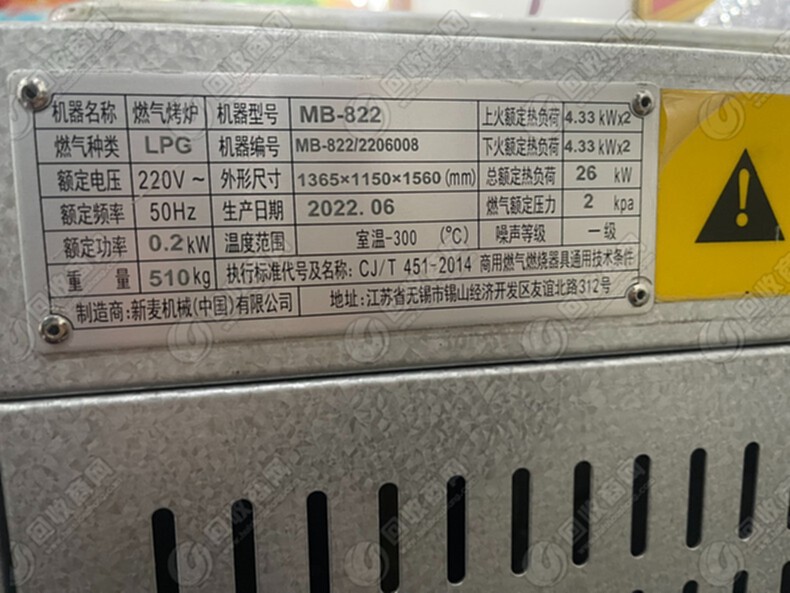 机器名称 燃气烤炉 机器型号 MB-822 上火额定热负荷 4.33 kW×2
燃气种类 LPG 机器编号 MB-822/2206008 下火额定热负荷 4.33 kW×2
额定电压 220V~ 外形尺寸 1365×1150×1560 (mm) 总额定热负荷 26 kW
额定频率 50Hz 生产日期 2022.06 燃气额定压力 2 kpa
额定功率 0.2kW 温度范围 室温-300 (℃) 噪声等级 一级
重量 510kg 执行标准代号及名称: CJ/T 451-2014 商用燃气燃烧器具通用技术条件
制造商:新麦机械(中国)有限公司 地址:江苏省无锡市锡山经济开发区友谊北路312号
回收商网